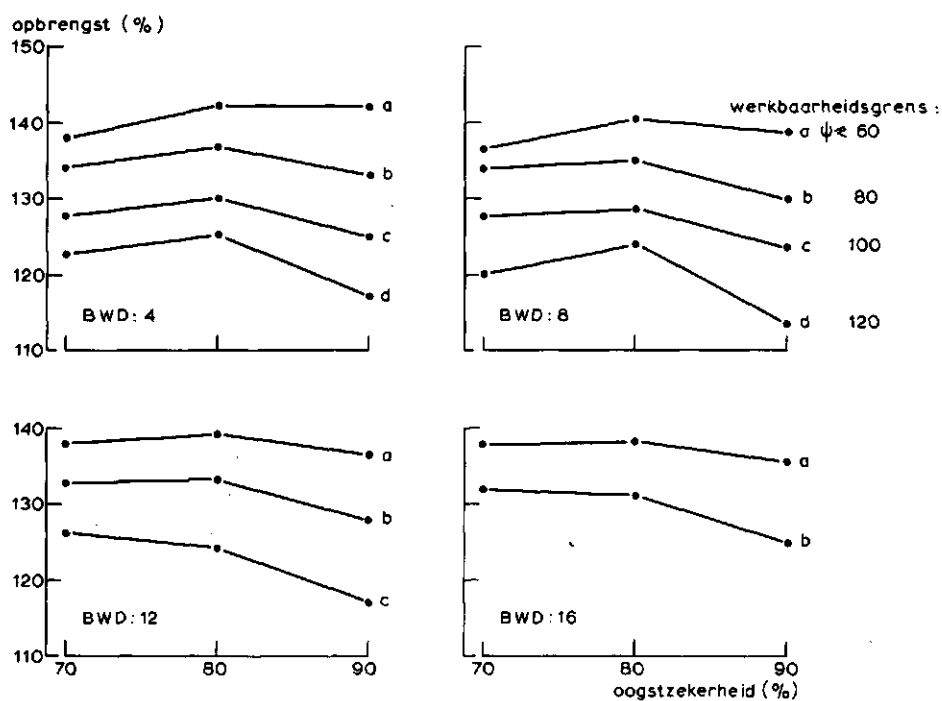 opbrengst (%)
150
140
130
120
110
a
b
c
d
BWD: 4
werkbaarheidsgrens:
a ψ< 60
b 80
c 100
d 120
BWD: 8
140
130
120
110
a
b
c
BWD: 12
70 80 90
a
b
BWD: 16
70 80 90
oogstzekerheid (%)